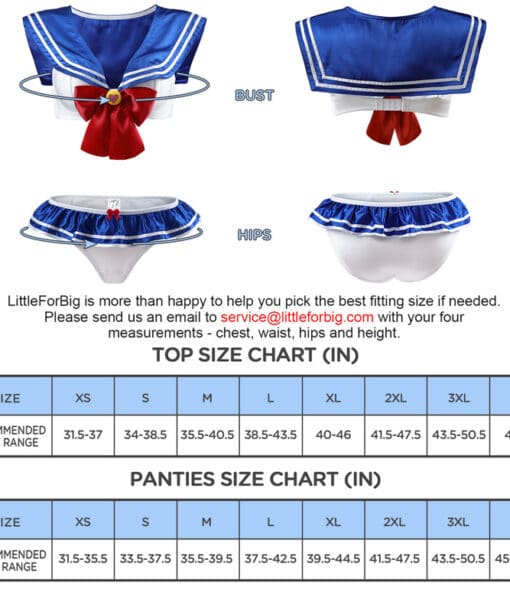 BUST
HIPS
LittleForBig is more than happy to help you pick the best fitting size if needed.
Please send us an email to service@littleforbig.com with your four
measurements - chest, waist, hips and height.
TOP SIZE CHART (IN)
IZE XS S M L XL 2XL 3XL
MMENDED
RANGE 31.5-37 34-38.5 35.5-40.5 38.5-43.5 40-46 41.5-47.5 43.5-50.5 4
PANTIES SIZE CHART (IN)
IZE XS S M L XL 2XL 3XL
MMENDED
RANGE 31.5-35.5 33.5-37.5 35.5-39.5 37.5-42.5 39.5-44.5 41.5-47.5 43.5-50.5 45